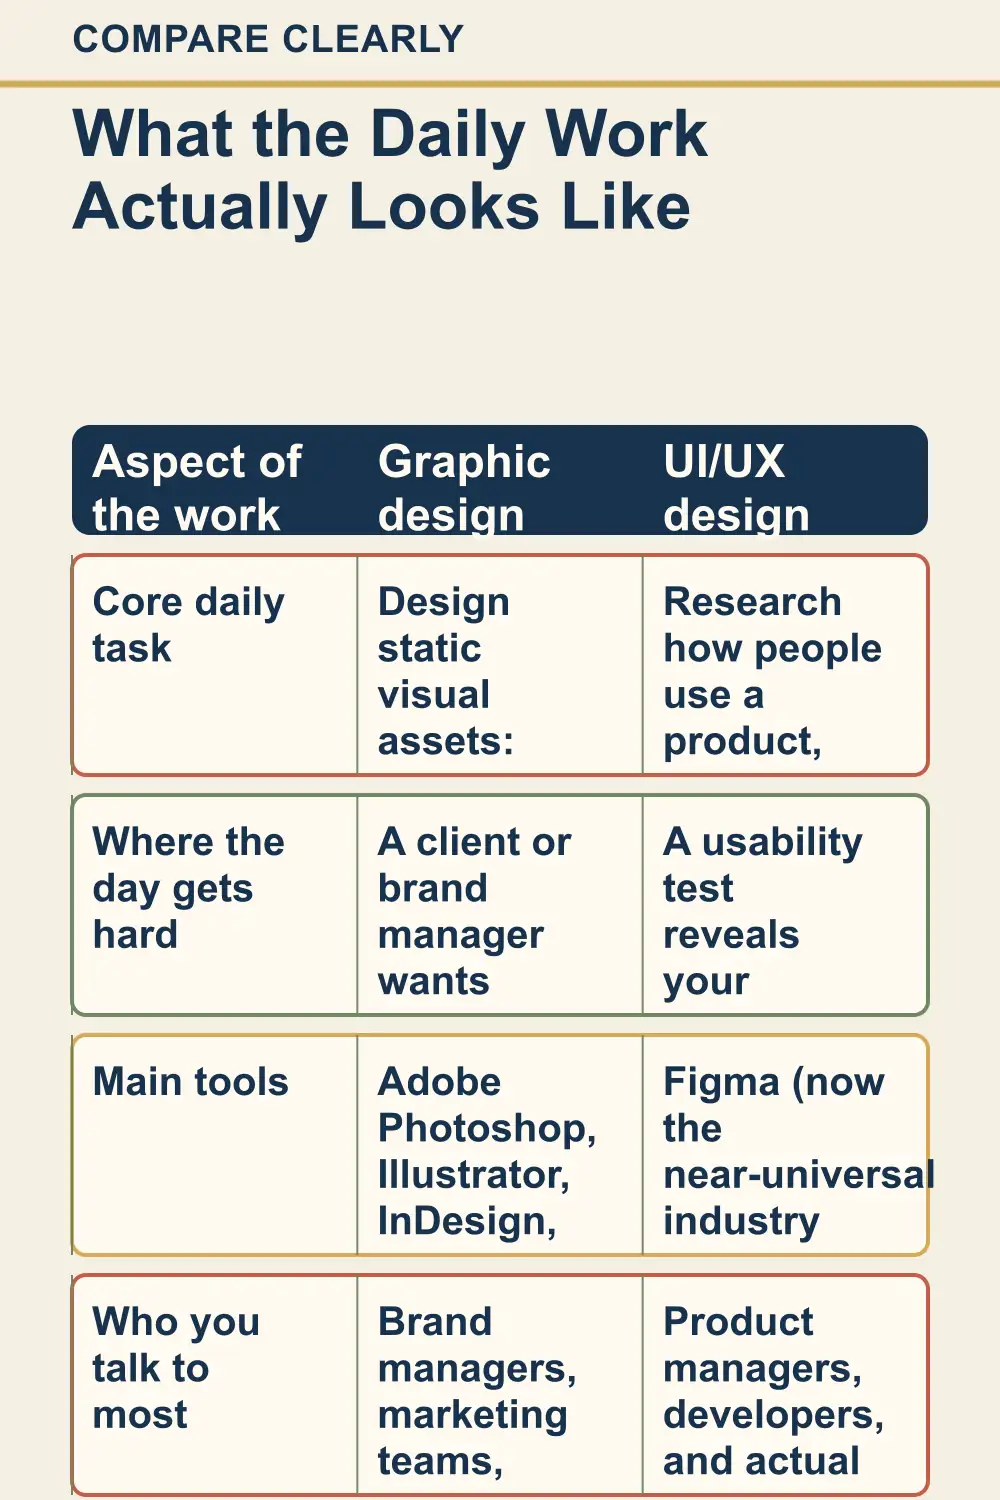 COMPARE CLEARLY
What the Daily Work
Actually Looks Like
Aspect of
the work
Graphic
design
UI/UX
design
Core daily
task
Design
static
visual
assets:
Research
how people
use a
product,
Where the
day gets
hard
A client or
brand
manager
wants
A usability
test
reveals
your
Main tools
Adobe
Photoshop,
Illustrator,
InDesign,
Figma (now
the
near-universal
industry
Who you
talk to
most
Brand
managers,
marketing
teams,
Product
managers,
developers,
and actual